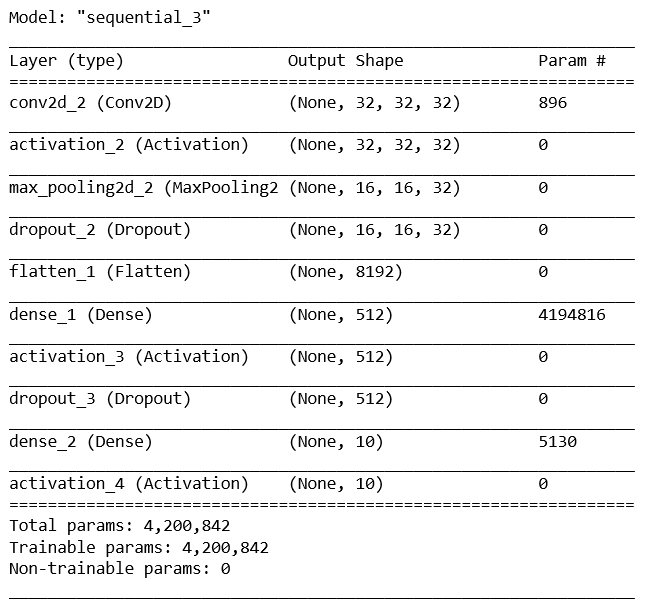 Model: "sequential_3"
Layer (type) Output Shape Param #
conv2d_2 (Conv2D) (None, 32, 32, 32) 896
activation_2 (Activation) (None, 32, 32, 32) 0
max_pooling2d_2 (MaxPooling2 (None, 16, 16, 32) 0
dropout_2 (Dropout) (None, 16, 16, 32) 0
flatten_1 (Flatten) (None, 8192) 0
dense_1 (Dense) (None, 512) 4194816
activation_3 (Activation) (None, 512) 0
dropout_3 (Dropout) (None, 512) 0
dense_2 (Dense) (None, 10) 5130
activation_4 (Activation) (None, 10) 0
Total params: 4,200,842
Trainable params: 4,200,842
Non-trainable params: 0